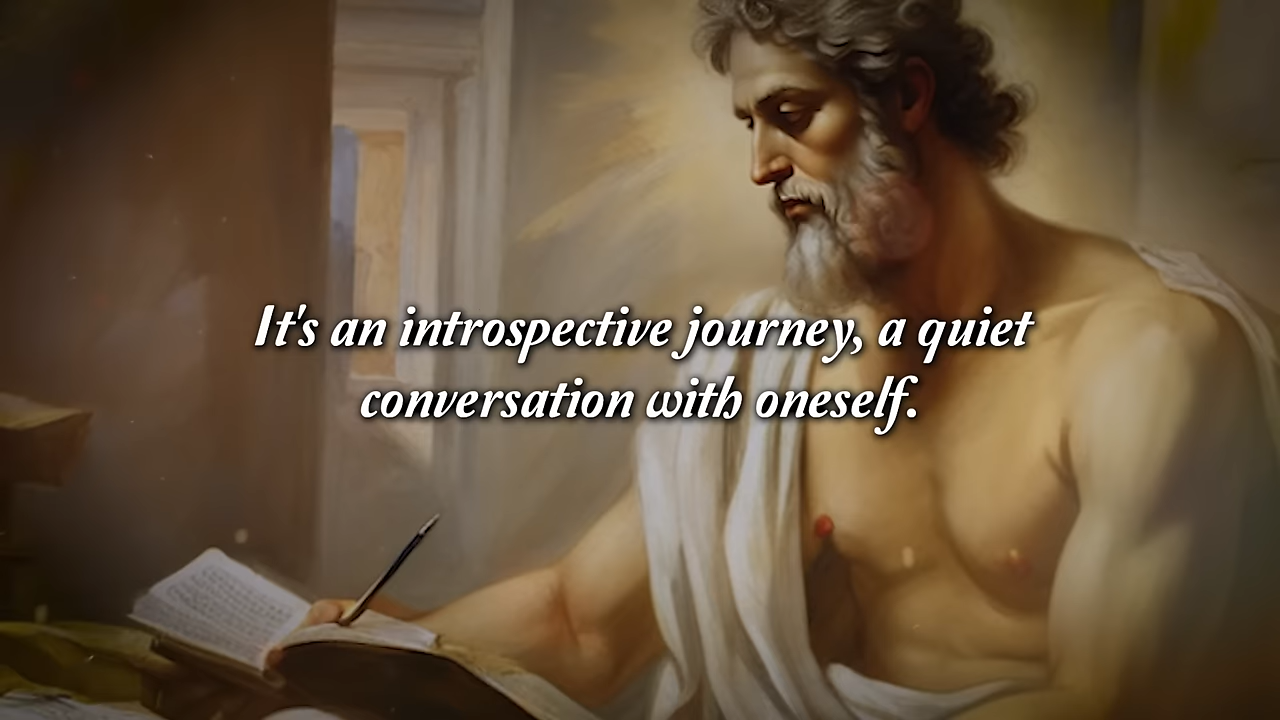 It's an introspective journey, a quiet
conversation with oneself.